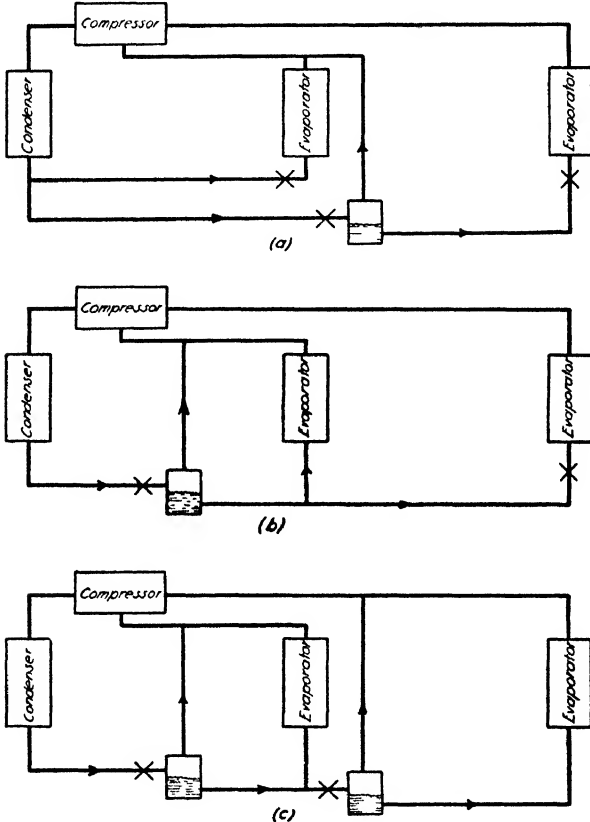 Compressor
Condenser
Evaporator
Evaporator
(a)
Compressor
Condenser
Evaporator
Evaporator
(b)
Compressor
Condenser
Evaporator
Evaporator
(c)